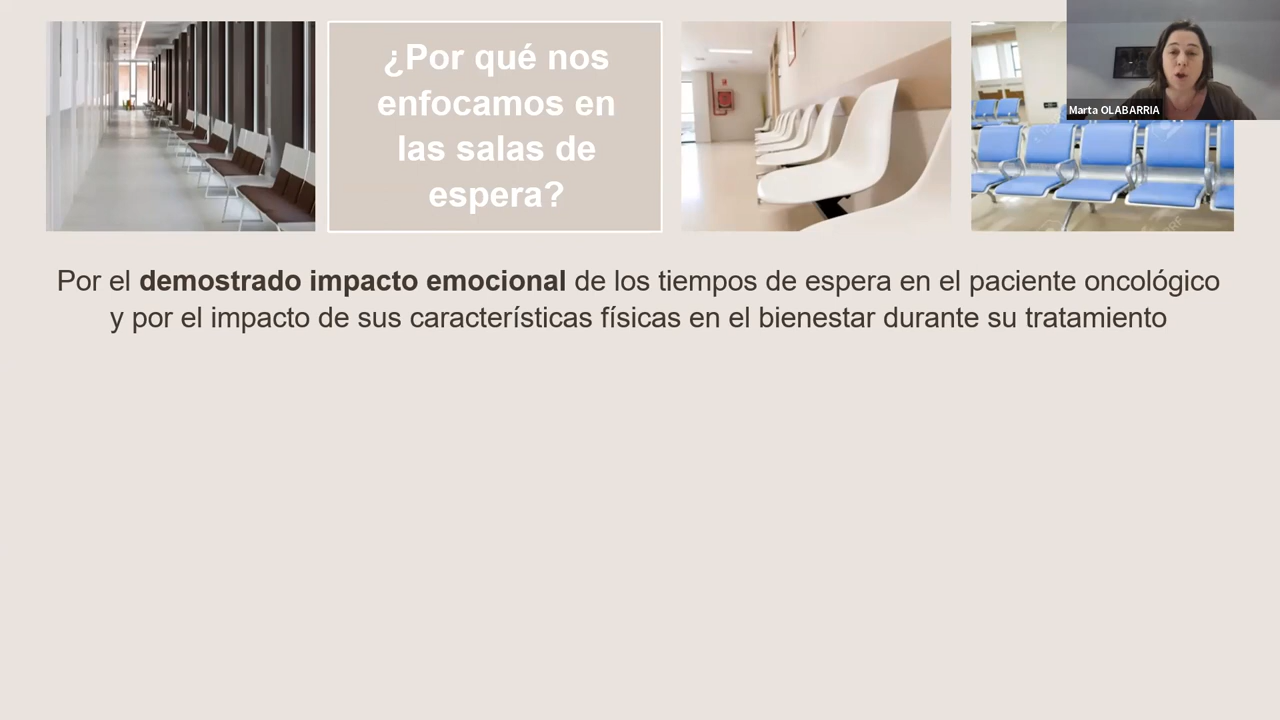 ¿Por qué nos
enfocamos en
las salas de
espera?
Marta OLABARRIA
Por el demostrado impacto emocional de los tiempos de espera en el paciente oncológico
y por el impacto de sus características físicas en el bienestar durante su tratamiento